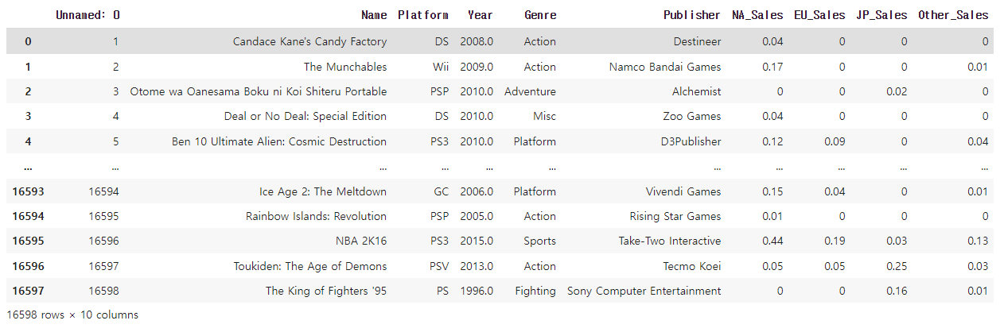 Unnamed: 0 Name Platform Year Genre Publisher NA_Sales EU_Sales JP_Sales Other_Sales
0 1 Candace Kane's Candy Factory DS 2008.0 Action Destineer 0.04 0 0 0
1 2 The Munchables Wii 2009.0 Action Namco Bandai Games 0.17 0 0 0.01
2 3 Otome wa Oanesama Boku ni Koi Shiteru Portable PSP 2010.0 Adventure Alchemist 0 0 0.02 0
3 4 Deal or No Deal: Special Edition DS 2010.0 Misc Zoo Games 0.04 0 0 0
4 5 Ben 10 Ultimate Alien: Cosmic Destruction PS3 2010.0 Platform D3Publisher 0.12 0.09 0 0.04
... ... ... ... ... ... ... ... ... ... ...
16593 16594 Ice Age 2: The Meltdown GC 2006.0 Platform Vivendi Games 0.15 0.04 0 0.01
16594 16595 Rainbow Islands: Revolution PSP 2005.0 Action Rising Star Games 0.01 0 0 0
16595 16596 NBA 2K16 PS3 2015.0 Sports Take-Two Interactive 0.44 0.19 0.03 0.13
16596 16597 Toukiden: The Age of Demons PSV 2013.0 Action Tecmo Koei 0.05 0.05 0.25 0.03
16597 16598 The King of Fighters '95 PS 1996.0 Fighting Sony Computer Entertainment 0 0 0.16 0.01
16598 rows × 10 columns